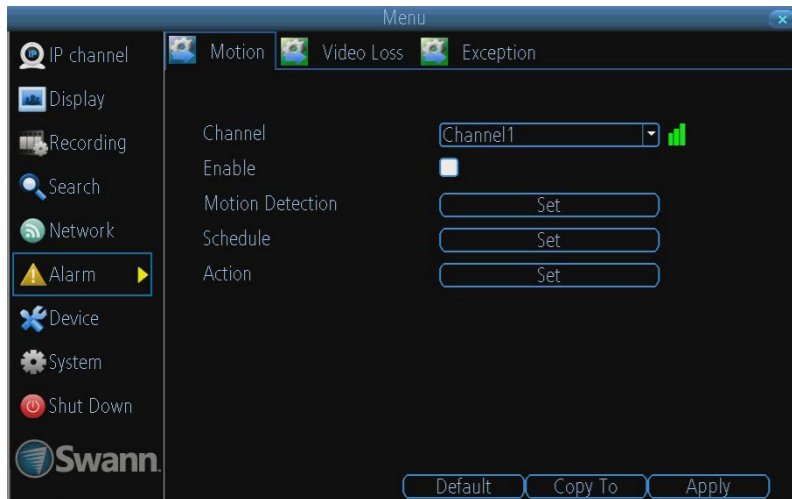 Menu
IP channel
Display
Recording
Search
Network
Alarm
Device
System
Shut Down
Swann.
Motion Video Loss Exception
Channel Channel1
Enable
Motion Detection Set
Schedule Set
Action Set
Default Copy To Apply